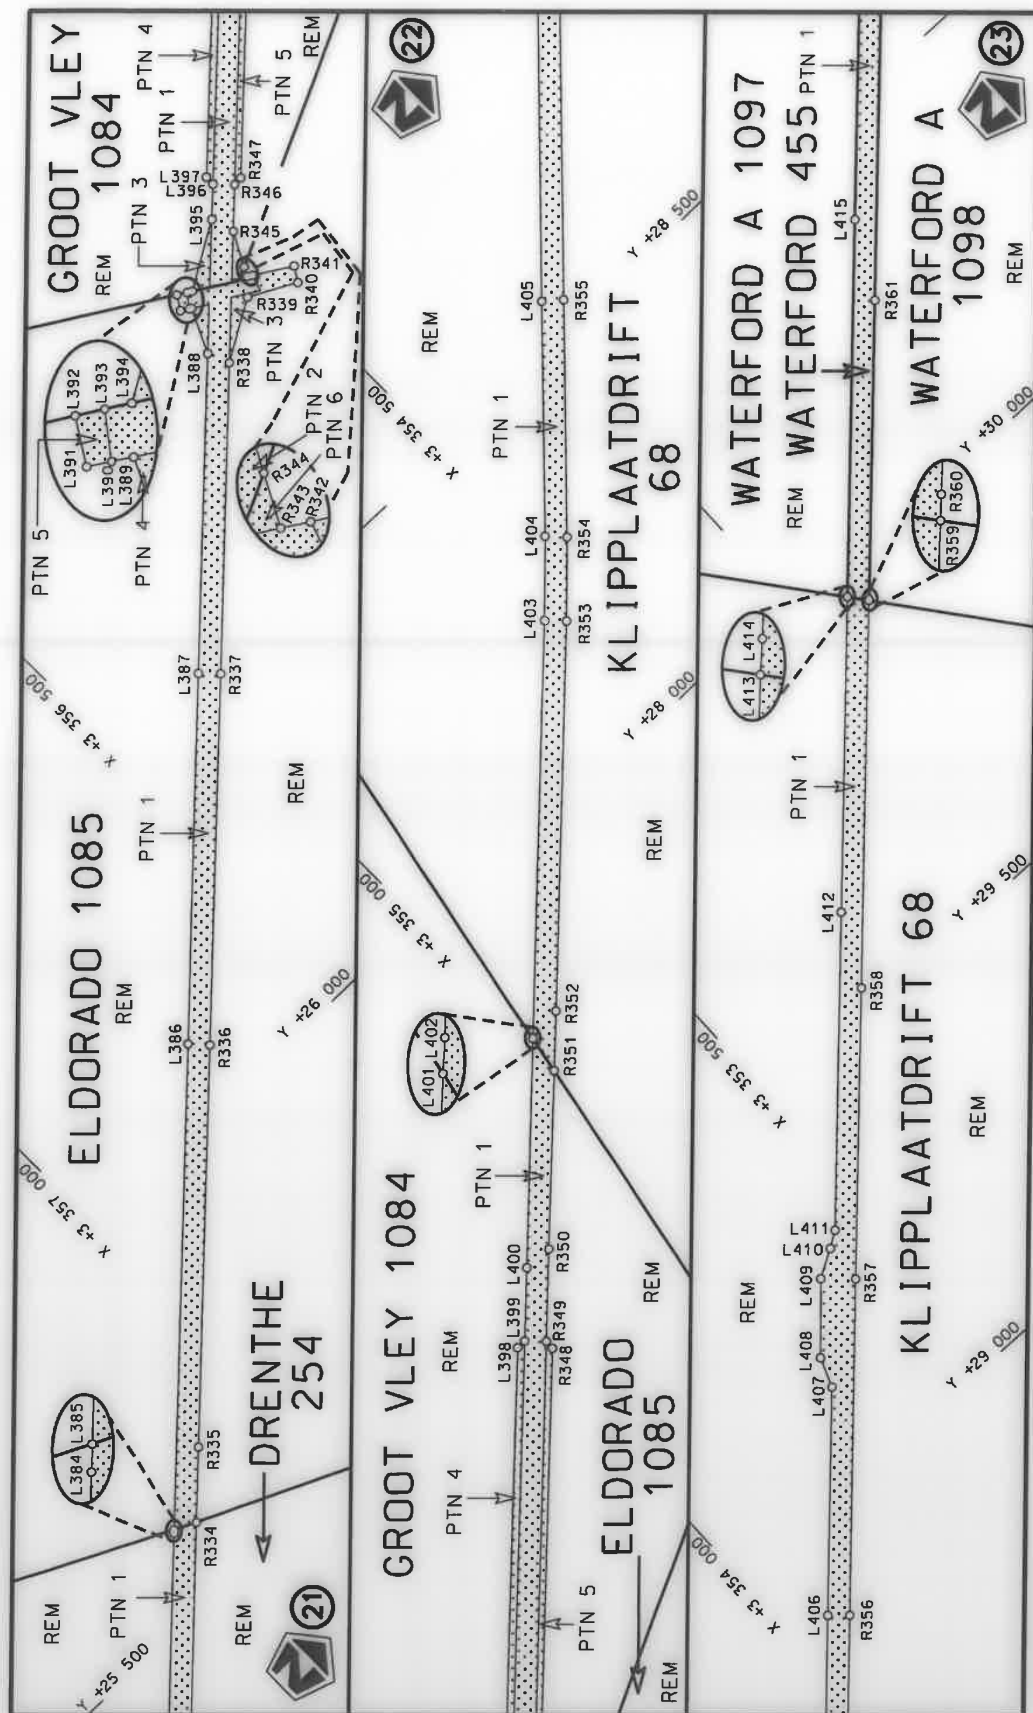 GROOT VLEY
1084
PTN 4
PTN 1
PTN 3
REM
REM
PTN 5
L397
L396
L395
R347
R346
R345
R341
R340
R339
PTN 3
L388
R338
L392
L393
L394
L391
L390
L389
PTN 5
PTN 4
PTN 2
PTN 6
R344
R343
R342
L387
R337
X +3 356 500
ELDORADO 1085
REM
PTN 1
REM
L386
R336
Y +26 000
X +3 357 000
DRENTHE
254
L384
L385
R335
R334
REM
PTN 1
REM
Y +25 500
21
22
Y +28 500
L405
R355
REM
KLIPPLAATDRIFT
68
X +3 354 500
PTN 1
L404
R354
L403
R353
Y +28 000
REM
X +3 355 000
L401
L402
R352
R351
GROOT VLEY 1084
PTN 1
L400
R350
REM
REM
L399
L398
R349
R348
ELDORADO
1085
PTN 4
PTN 5
REM
23
PTN 1
WATERFORD A 1097
WATERFORD 455
REM
L415
R361
WATERFORD A
1098
REM
Y +30 000
R360
R359
L414
L413
PTN 1
L412
R358
Y +29 500
X +3 353 500
KLIPPLAATDRIFT 68
REM
REM
L411
L410
L409
R357
L408
L407
Y +29 000
X +3 354 000
L406
R356